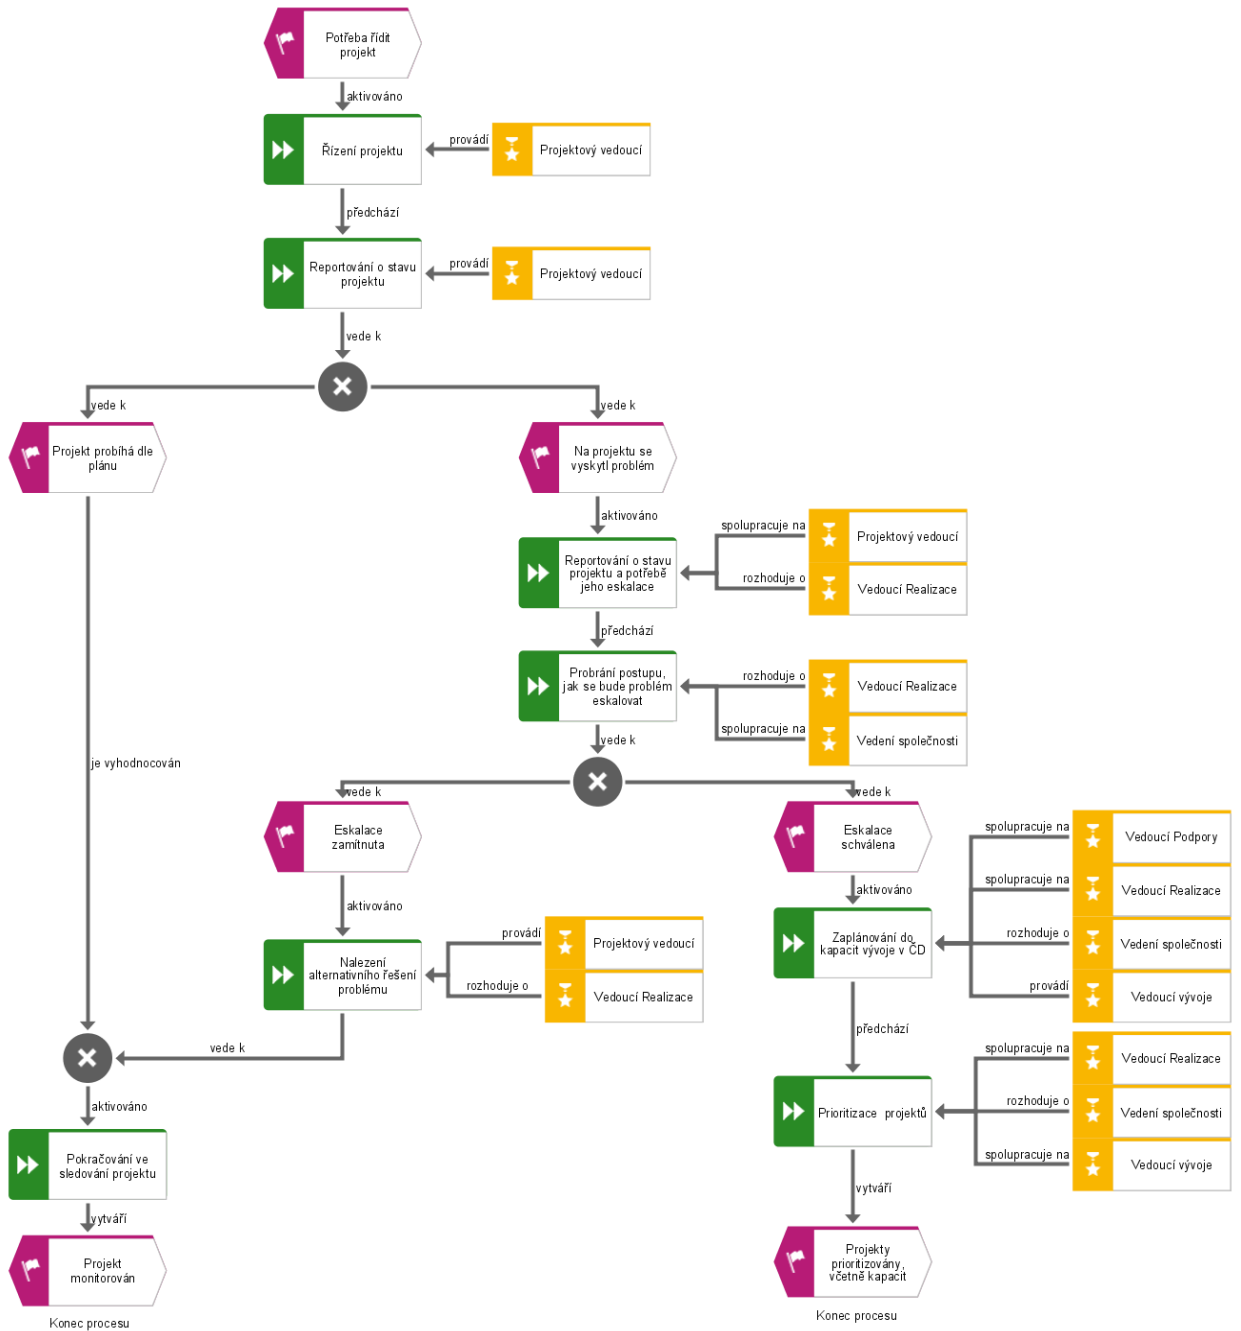 Potřeba řídit
projekt
aktivováno
Řízení projektu
provádí
Projektový vedoucí
předchází
Reportování o stavu
projektu
provádí
Projektový vedoucí
vede k
vede k
vede k
Projekt probíhá dle
plánu
Na projektu se
vyskytl problém
aktivováno
Reportování o stavu
projektu a potřebě
jeho eskalace
spolupracuje na
Projektový vedoucí
rozhoduje o
Vedoucí Realizace
předchází
Probrání postupu,
jak se bude problém
eskalovat
rozhoduje o
Vedoucí Realizace
spolupracuje na
Vedení společnosti
vede k
je vyhodnocován
vede k
vede k
Eskalace
zamítnuta
Eskalace
schválena
spolupracuje na
Vedoucí Podpory
spolupracuje na
Vedoucí Realizace
rozhoduje o
Vedení společnosti
provádí
Vedoucí vývoje
aktivováno
aktivováno
Zaplánování do
kapacit vývoje v ČD
Nalezení
alternativního řešení
problému
provádí
Projektový vedoucí
rozhoduje o
Vedoucí Realizace
vede k
předchází
aktivováno
Prioritizace projektů
spolupracuje na
Vedoucí Realizace
rozhoduje o
Vedení společnosti
spolupracuje na
Vedoucí vývoje
Pokračování ve
sledování projektu
vytváří
vytváří
Projekt
monitorován
Projekty
prioritizovány,
včetně kapacit
Konec procesu
Konec procesu